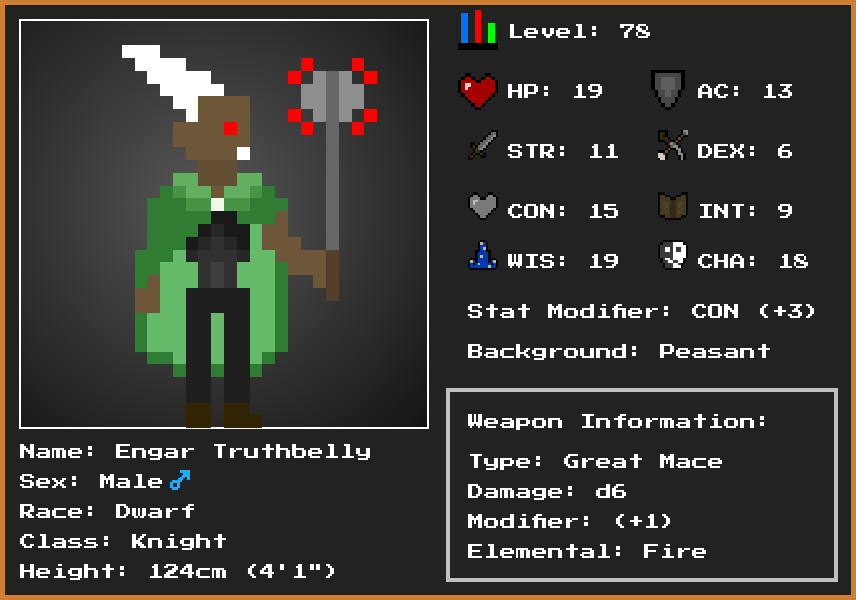 Level: 78
HP: 19
AC: 13
STR: 11
DEX: 6
CON: 15
INT: 9
WIS: 19
CHA: 18
Stat Modifier: CON (+3)
Background: Peasant
Name: Engar Truthbelly
Sex: Male♂
Race: Dwarf
Class: Knight
Height: 124cm (4'1")
Weapon Information:
Type: Great Mace
Damage: d6
Modifier: (+1)
Elemental: Fire